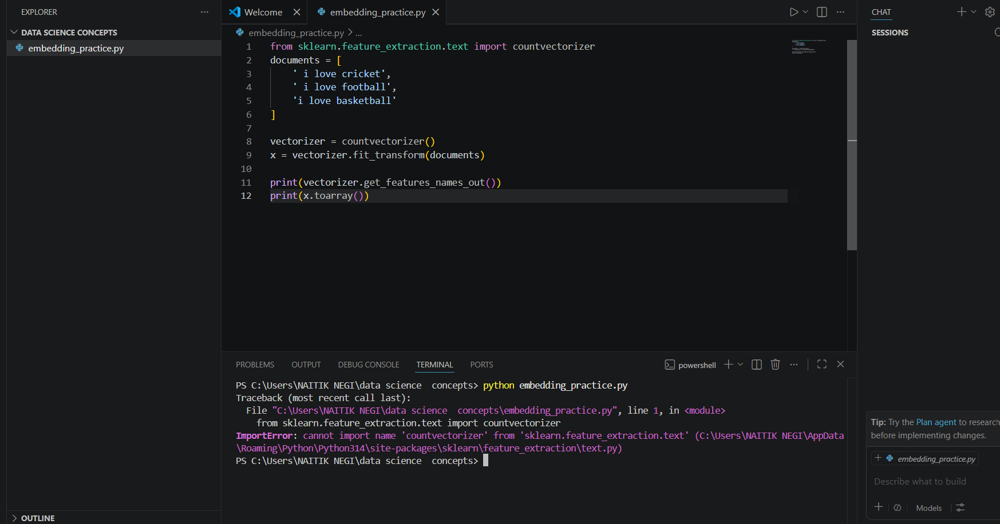 EXPLORER
DATA SCIENCE CONCEPTS
embedding_practice.py
OUTLINE
Welcome
embedding_practice.py
embedding_practice.py > ...
1 from sklearn.feature_extraction.text import countvectorizer
2 documents = [
3     ' i love cricket',
4     ' i love football',
5     'i love basketball'
6 ]
7
8 vectorizer = countvectorizer()
9 x = vectorizer.fit_transform(documents)
10
11 print(vectorizer.get_features_names_out())
12 print(x.toarray())
PROBLEMS OUTPUT DEBUG CONSOLE TERMINAL PORTS
powershell
PS C:\Users\NAITIK NEGI\data science  concepts> python embedding_practice.py
Traceback (most recent call last):
  File "C:\Users\NAITIK NEGI\data science  concepts\embedding_practice.py", line 1, in <module>
    from sklearn.feature_extraction.text import countvectorizer
ImportError: cannot import name 'countvectorizer' from 'sklearn.feature_extraction.text' (C:\Users\NAITIK NEGI\AppData
\Roaming\Python\Python314\site-packages\sklearn\feature_extraction\text.py)
PS C:\Users\NAITIK NEGI\data science  concepts>
CHAT
SESSIONS
Tip: Try the Plan agent to research
before implementing changes.
embedding_practice.py
Describe what to build
Models